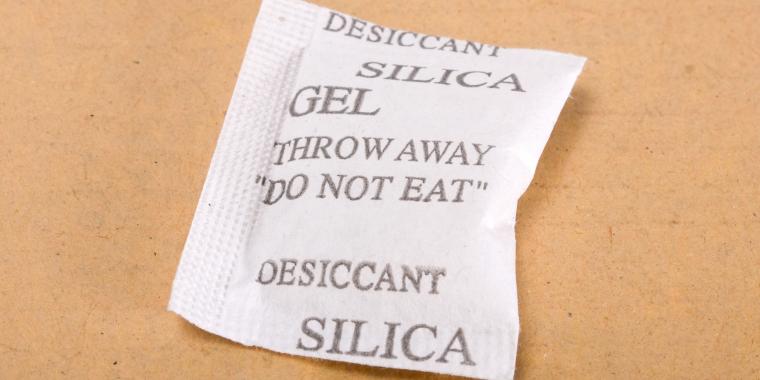 DESICCANT
SILICA
GEL
THROW AWAY
"DO NOT EAT"
DESICCANT
SILICA